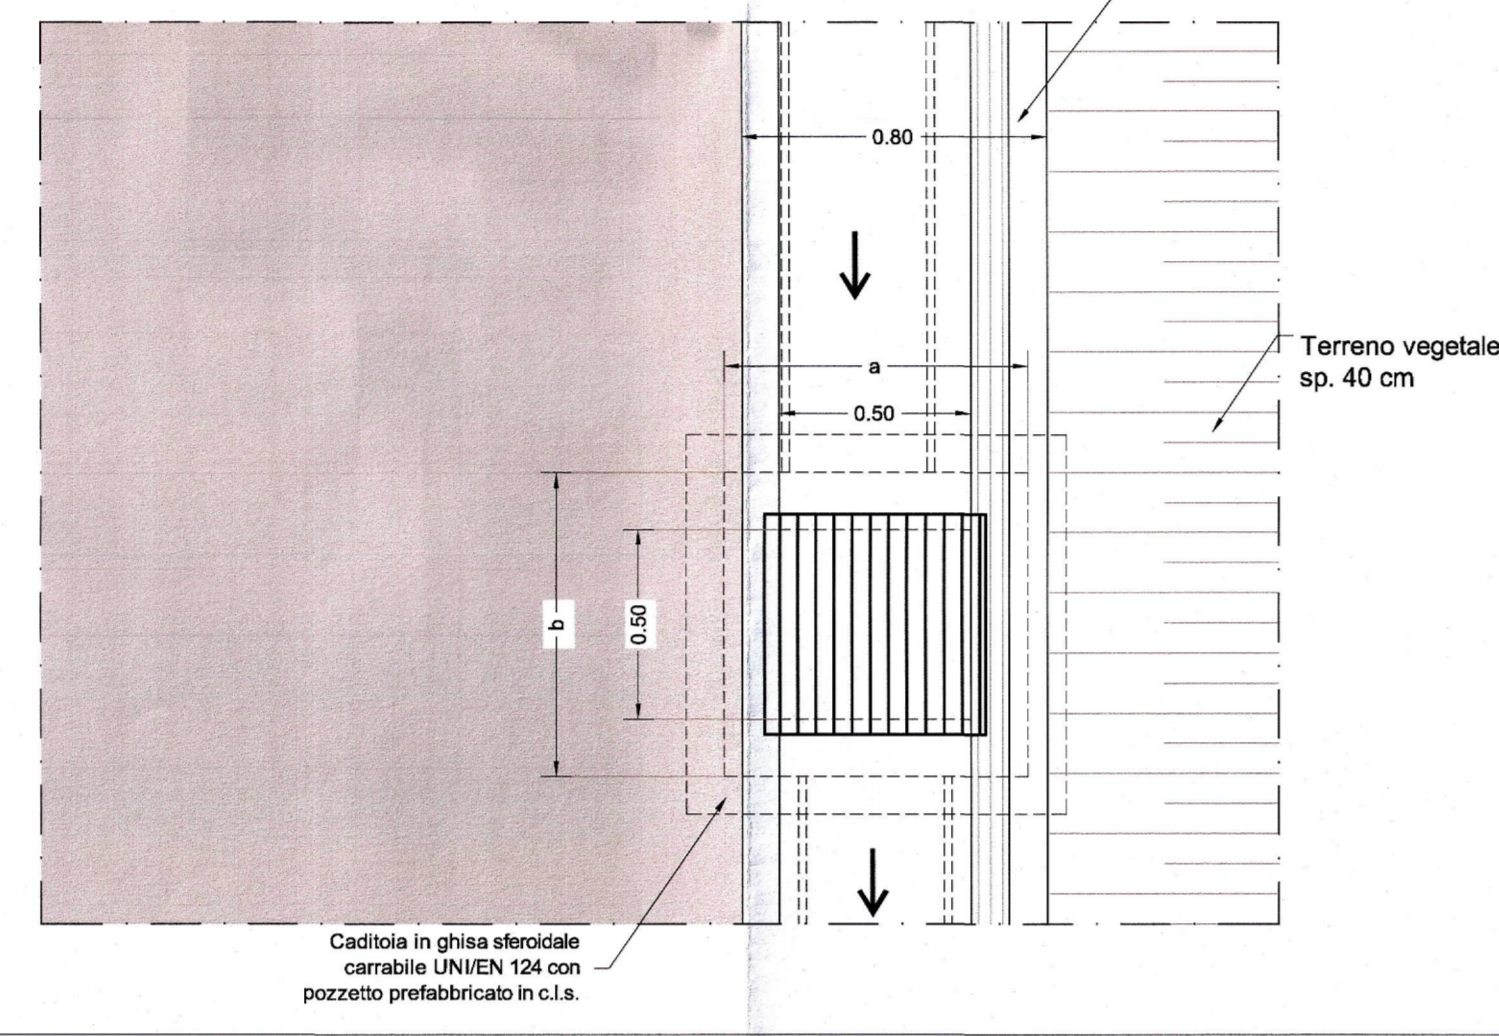 0.80
a
0.50
Terreno vegetale
sp. 40 cm
b
0.50
Caditoia in ghisa sferoidale
carrabile UNI/EN 124 con
pozzetto prefabbricato in c.l.s.